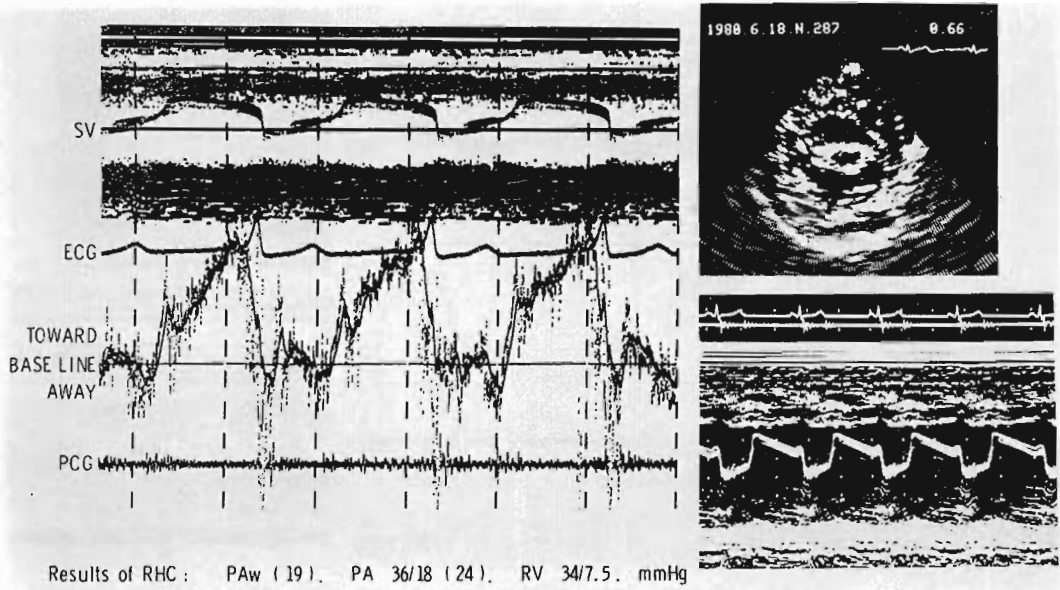 SV
ECG
TOWARD
BASE LINE
AWAY
PCG
Results of RHC : PAw ( 19 ). PA 36/18 ( 24 ). RV 34/7.5. mmHg
1980.6.18.N.287 0.66